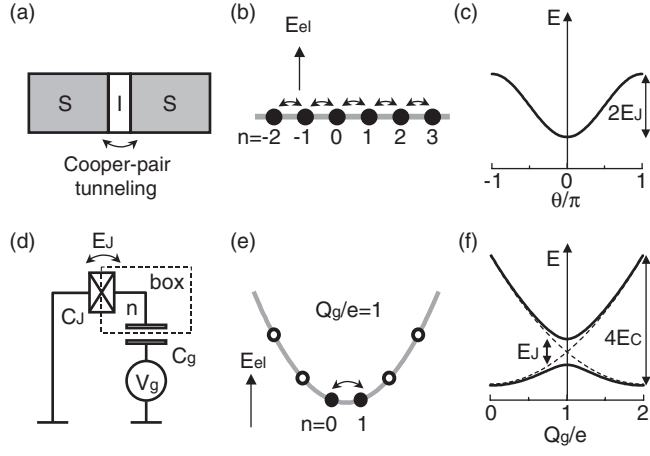 (a)
S I S
Cooper-pair
tunneling
(b)
Eel
n=-2 -1 0 1 2 3
(c)
E
2EJ
-1 0 1
θ/π
(d)
EJ
box
n
CJ
Cg
Vg
(e)
Qg/e=1
Eel
n=0 1
(f)
E
EJ
4EC
0 1 2
Qg/e